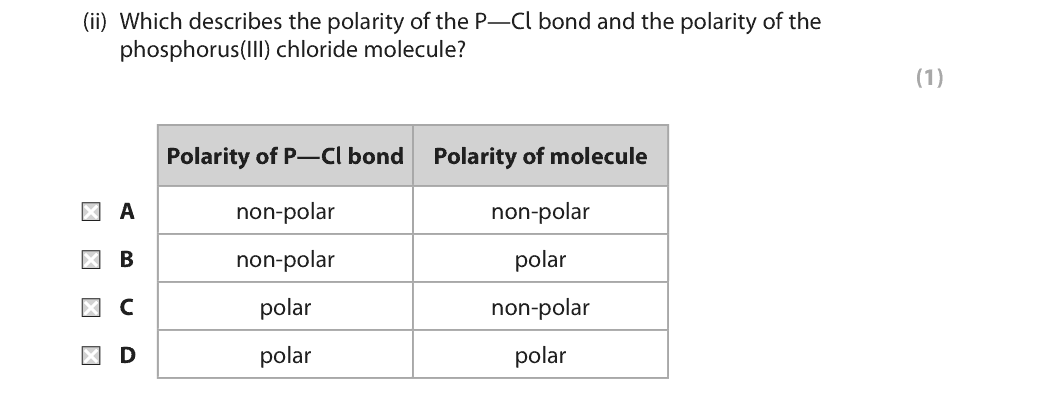 (ii) Which describes the polarity of the P—Cl bond and the polarity of the
phosphorus(III) chloride molecule?
(1)
Polarity of P—Cl bond Polarity of molecule
A non-polar non-polar
B non-polar polar
C polar non-polar
D polar polar